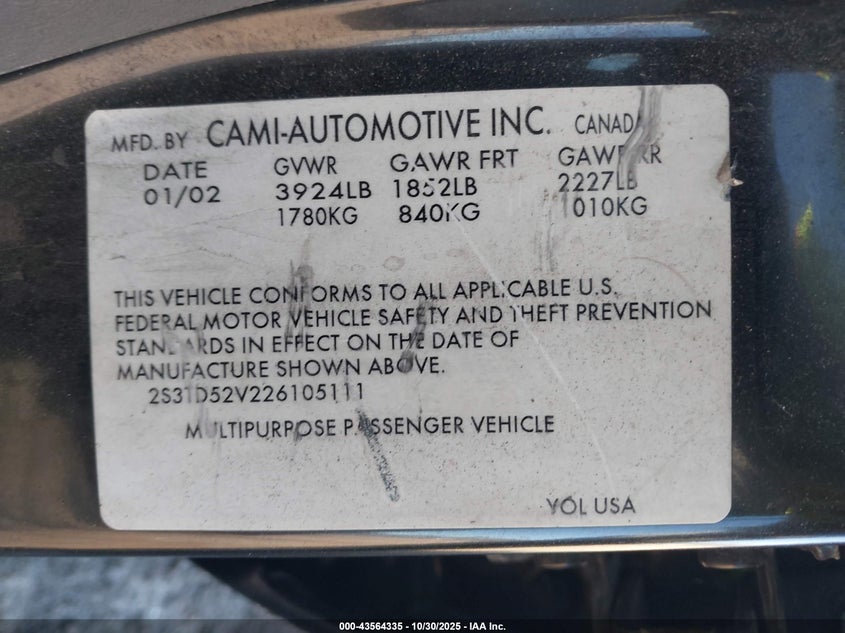 MFD. BY CAMI-AUTOMOTIVE INC. CANADA
DATE GVWR GAWR FRT GAWR RR
01/02 3924LB 1852LB 2227LB
1780KG 840KG 1010KG
THIS VEHICLE CONFORMS TO ALL APPLICABLE U.S.
FEDERAL MOTOR VEHICLE SAFETY AND THEFT PREVENTION
STANDARDS IN EFFECT ON THE DATE OF
MANUFACTURE SHOWN ABOVE.
2S3TD52V226105111
MULTIPURPOSE PASSENGER VEHICLE
YOL USA
000-43564335 - 10/30/2025 - IAA Inc.